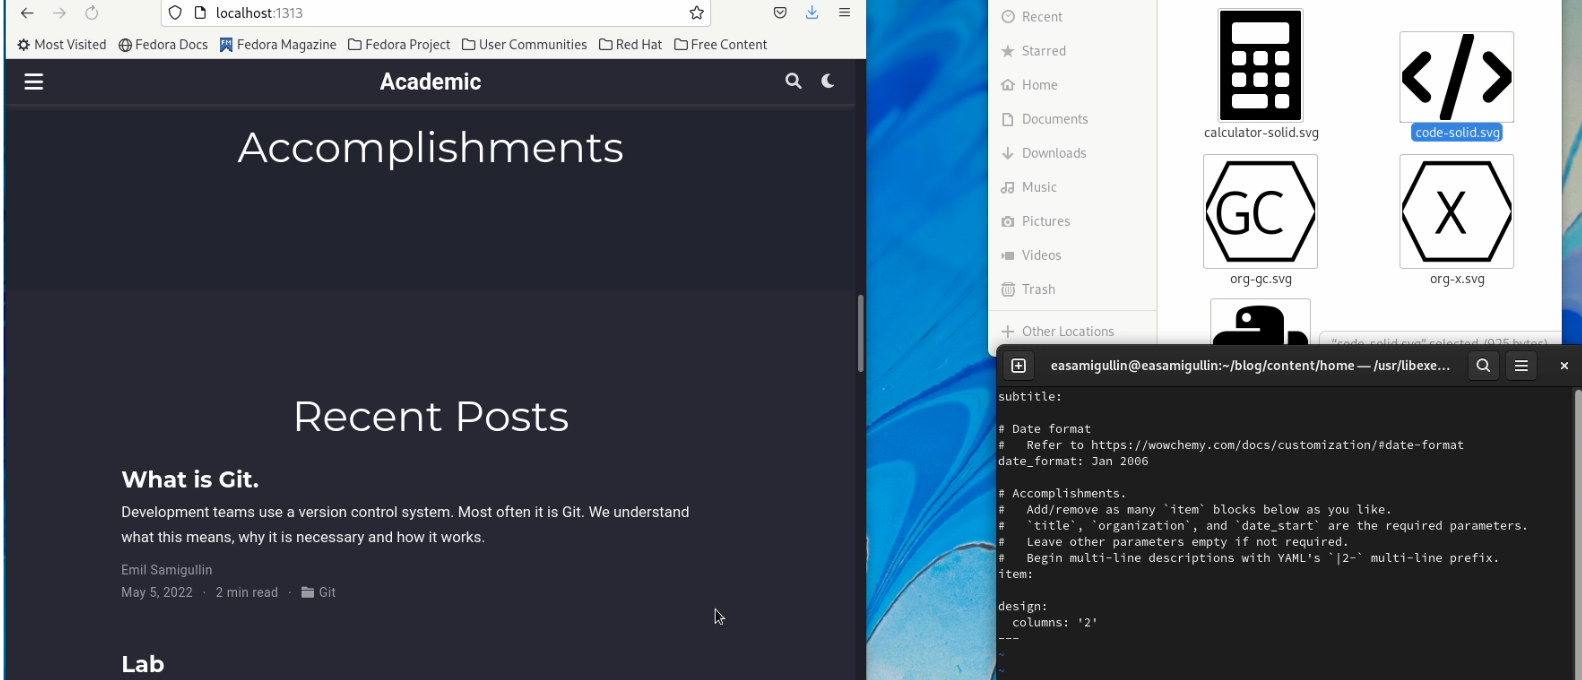 localhost:1313
Most Visited
Fedora Docs
Fedora Magazine
Fedora Project
User Communities
Red Hat
Free Content
Academic
Accomplishments
Recent Posts
What is Git.
Development teams use a version control system. Most often it is Git. We understand
what this means, why it is necessary and how it works.
Emil Samigullin
May 5, 2022 · 2 min read · Git
Lab
Recent
Starred
Home
Documents
Downloads
Music
Pictures
Videos
Trash
Other Locations
calculator-solid.svg
code-solid.svg
GC
X
org-gc.svg
org-x.svg
"code-solid.svg" selected (925 bytes)
easamigullin@easamigullin:~/blog/content/home — /usr/libexe...
subtitle:
# Date format
#   Refer to https://wowchemy.com/docs/customization/#date-format
date_format: Jan 2006
# Accomplishments.
#   Add/remove as many `item` blocks below as you like.
#   `title`, `organization`, and `date_start` are the required parameters.
#   Leave other parameters empty if not required.
#   Begin multi-line descriptions with YAML's `|2-` multi-line prefix.
item:
design:
  columns: '2'
---
~
~